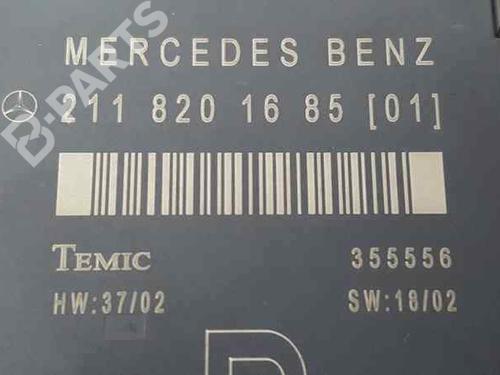 MERCEDES BENZ
211 820 16 85 [01]
TEMIC 355556
HW:37/02 SW:18/02
B-PARTS